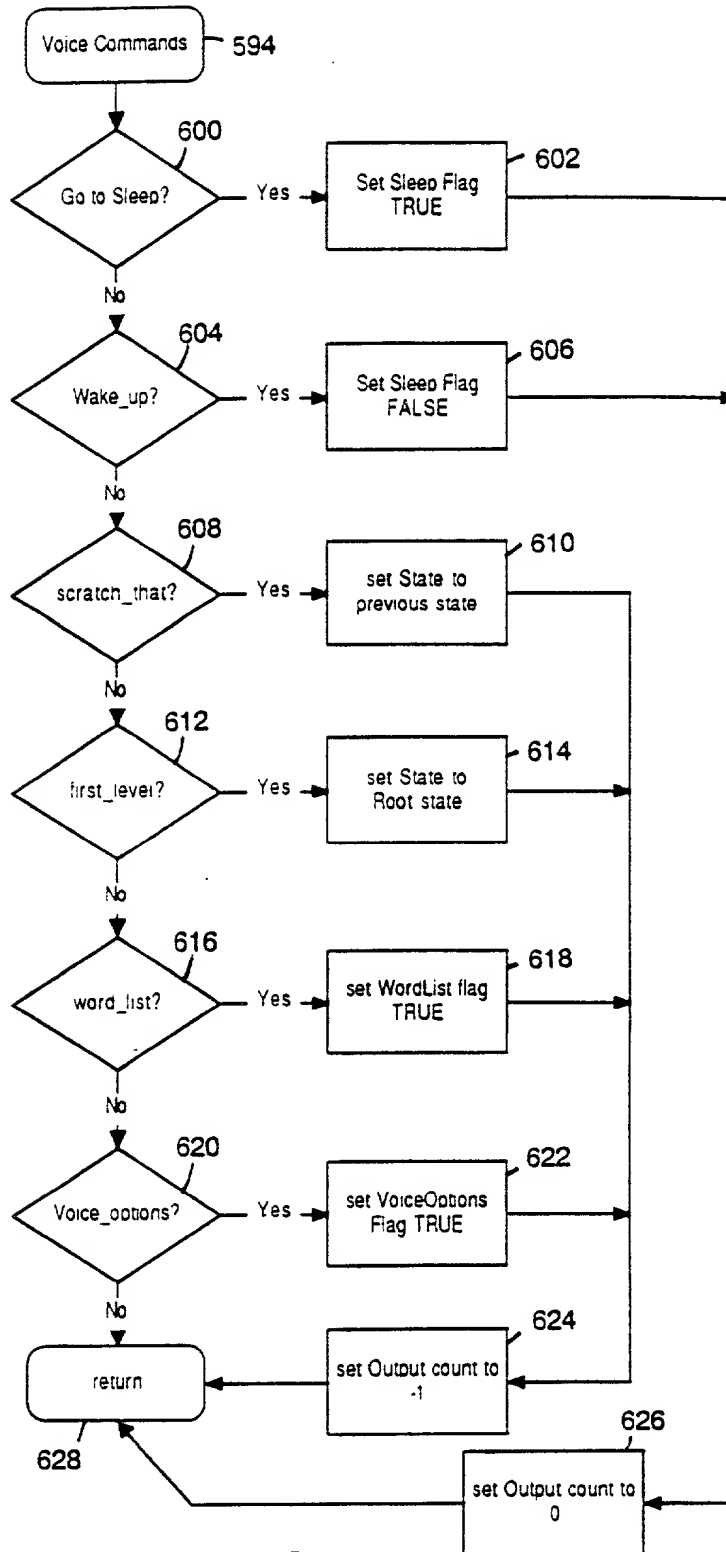 Voice Commands
594
600
Go to Sleep?
Yes
602
Set Sleep Flag
TRUE
No
604
Wake_up?
Yes
606
Set Sleep Flag
FALSE
No
608
scratch_that?
Yes
610
set State to
previous state
No
612
first_level?
Yes
614
set State to
Root state
No
616
word_list?
Yes
618
set WordList flag
TRUE
No
620
Voice_options?
Yes
622
set VoiceOptions
Flag TRUE
No
624
return
set Output count to
-1
628
626
set Output count to
0